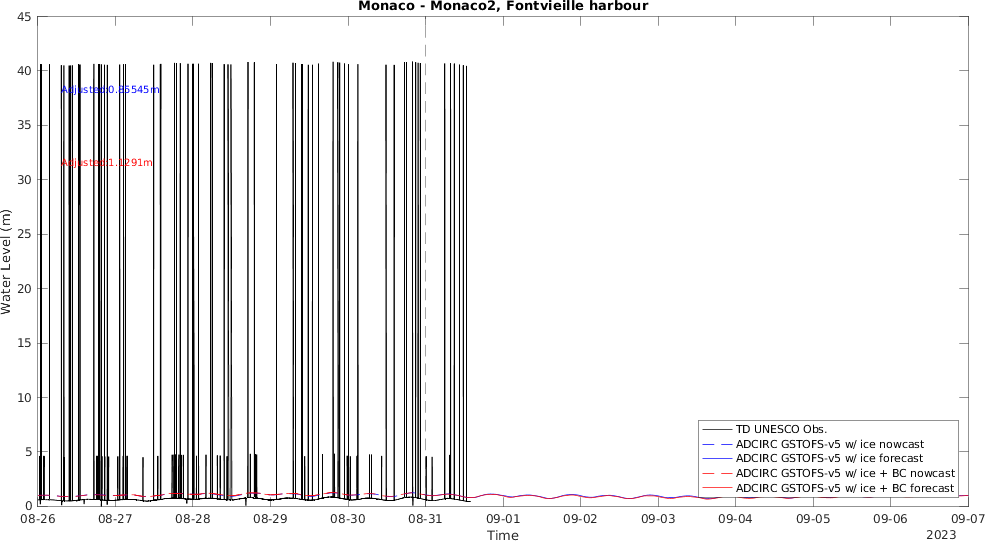 Monaco - Monaco2, Fontvieille harbour
45
40
35
30
25
20
15
10
5
0
Water Level (m)
Adjusted:0.85545m
Adjusted:1.1291m
TD UNESCO Obs.
ADCIRC GSTOFS-v5 w/ ice nowcast
ADCIRC GSTOFS-v5 w/ ice forecast
ADCIRC GSTOFS-v5 w/ ice + BC nowcast
ADCIRC GSTOFS-v5 w/ ice + BC forecast
08-26 08-27 08-28 08-29 08-30 08-31 09-01 09-02 09-03 09-04 09-05 09-06 09-07
Time
2023